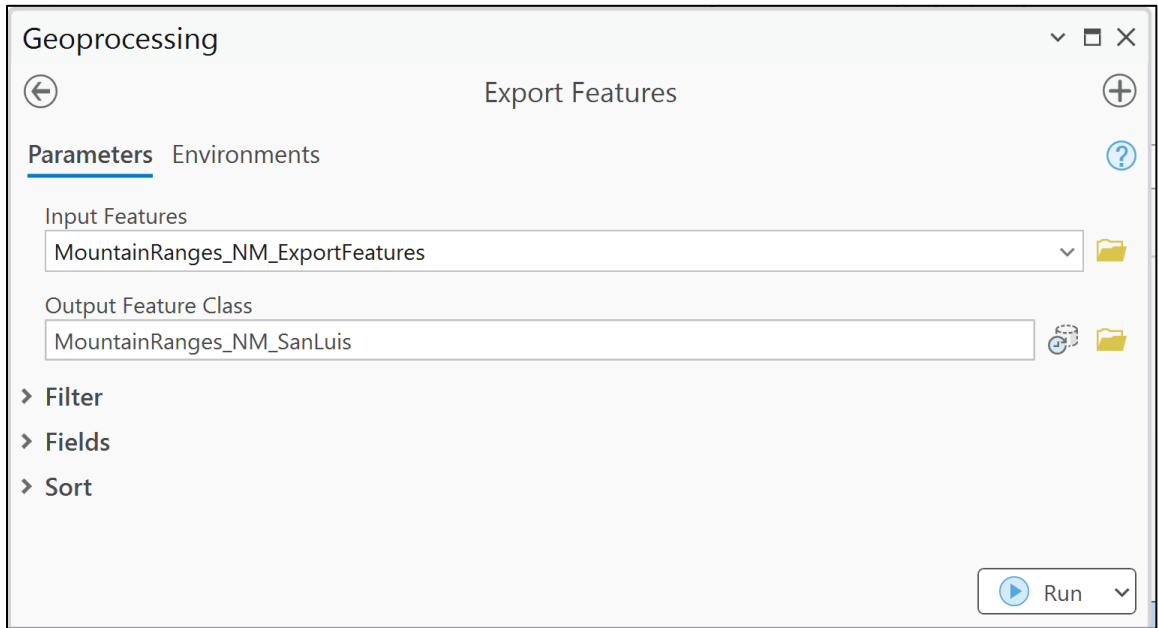 Geoprocessing
Export Features
Parameters Environments
?
Input Features
MountainRanges_NM_ExportFeatures
Output Feature Class
MountainRanges_NM_SanLuis
Filter
Fields
Sort
Run